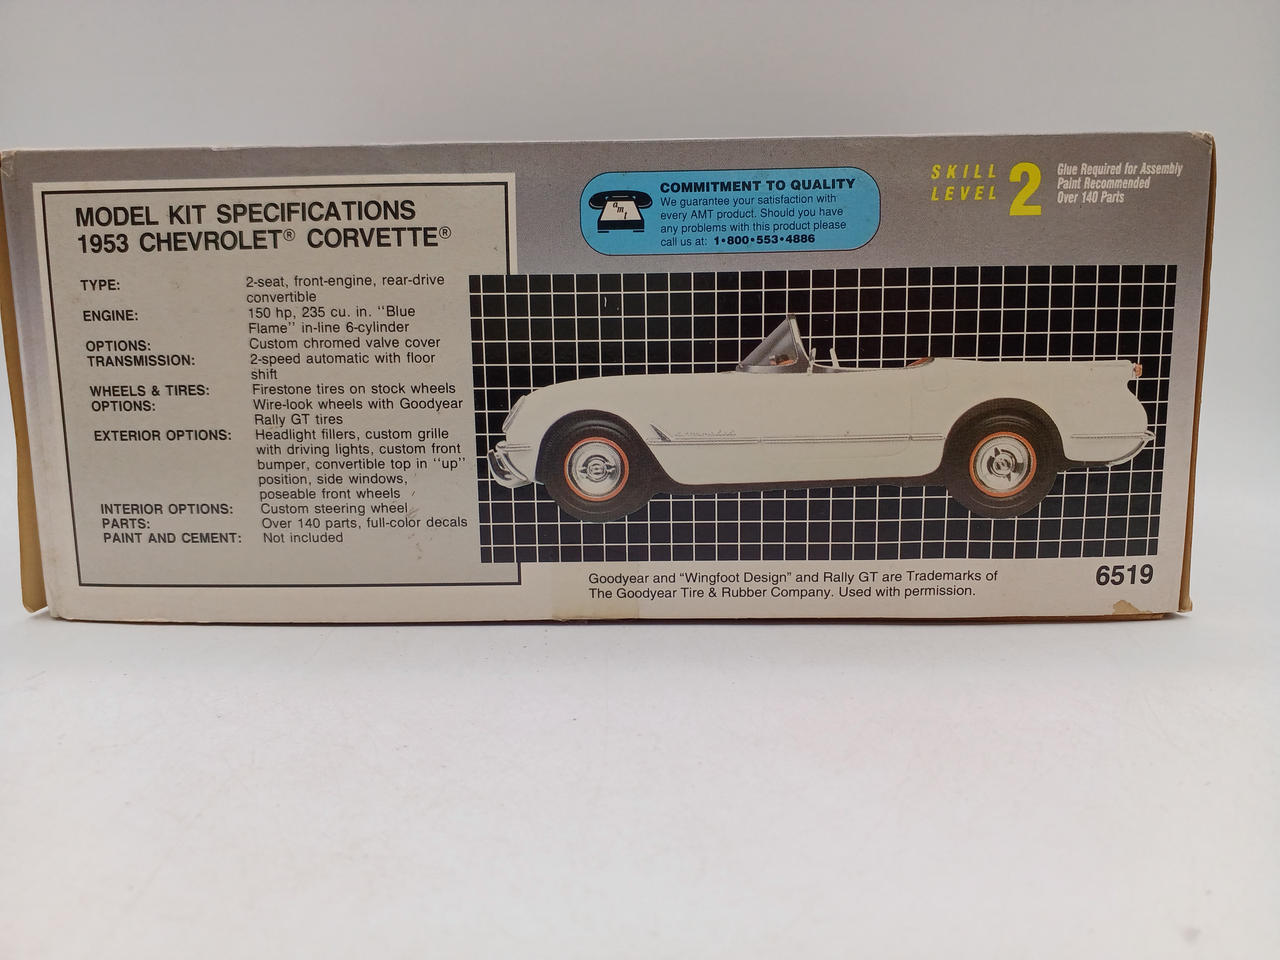 MODEL KIT SPECIFICATIONS
1953 CHEVROLET® CORVETTE®
TYPE: 2-seat, front-engine, rear-drive
convertible
ENGINE: 150 hp, 235 cu. in. "Blue
Flame" in-line 6-cylinder
OPTIONS: Custom chromed valve cover
TRANSMISSION: 2-speed automatic with floor
shift
WHEELS & TIRES: Firestone tires on stock wheels
OPTIONS: Wire-look wheels with Goodyear
Rally GT tires
EXTERIOR OPTIONS: Headlight fillers, custom grille
with driving lights, custom front
bumper, convertible top in "up"
position, side windows,
poseable front wheels
INTERIOR OPTIONS: Custom steering wheel
PARTS: Over 140 parts, full-color decals
PAINT AND CEMENT: Not included
amt
COMMITMENT TO QUALITY
We guarantee your satisfaction with
every AMT product. Should you have
any problems with this product please
call us at: 1•800•553•4886
SKILL
LEVEL 2
Glue Required for Assembly
Paint Recommended
Over 140 Parts
Goodyear and "Wingfoot Design" and Rally GT are Trademarks of
The Goodyear Tire & Rubber Company. Used with permission.
6519